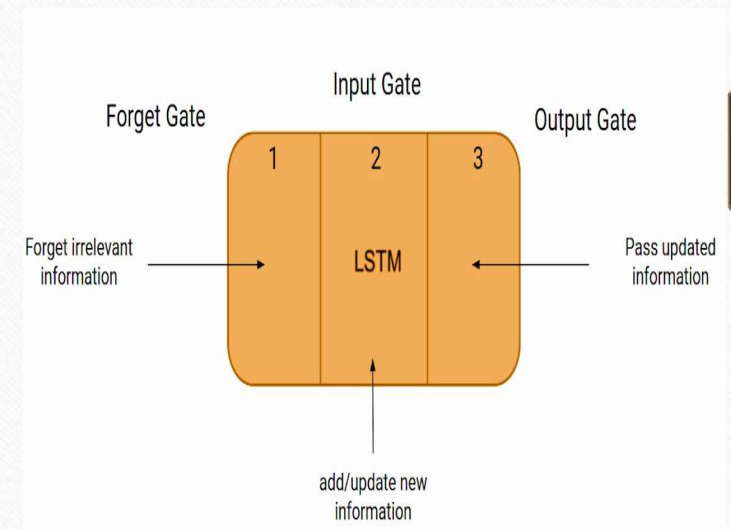 Input Gate
Forget Gate
Output Gate
1
2
3
Forget irrelevant
information
LSTM
Pass updated
information
add/update new
information